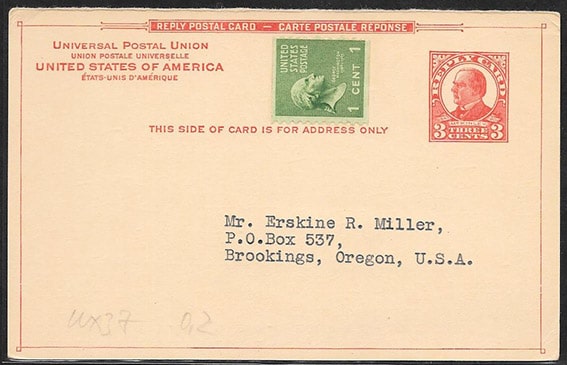 REPLY POSTAL CARD — CARTE POSTALE REPONSE
UNIVERSAL POSTAL UNION
UNION POSTALE UNIVERSELLE
UNITED STATES OF AMERICA
ÉTATS-UNIS D'AMÉRIQUE
UNITED STATES POSTAGE
1 CENT 1
REPLY CARD
3 THREE CENTS 3
THIS SIDE OF CARD IS FOR ADDRESS ONLY
Mr. Erskine R. Miller,
P.O.Box 537,
Brookings, Oregon, U.S.A.
UX37 0,2